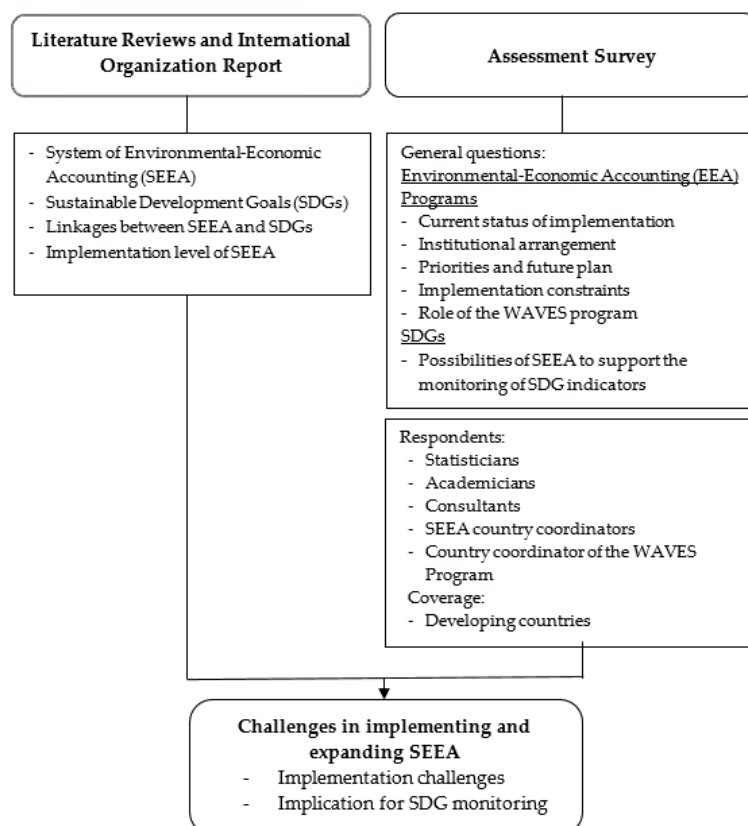 Literature Reviews and International
Organization Report
- System of Environmental-Economic
Accounting (SEEA)
- Sustainable Development Goals (SDGs)
- Linkages between SEEA and SDGs
- Implementation level of SEEA
Assessment Survey
General questions:
Environmental-Economic Accounting (EEA)
Programs
- Current status of implementation
- Institutional arrangement
- Priorities and future plan
- Implementation constraints
- Role of the WAVES program
SDGs
- Possibilities of SEEA to support the
monitoring of SDG indicators
Respondents:
- Statisticians
- Academicians
- Consultants
- SEEA country coordinators
- Country coordinator of the WAVES
Program
Coverage:
- Developing countries
Challenges in implementing and
expanding SEEA
- Implementation challenges
- Implication for SDG monitoring